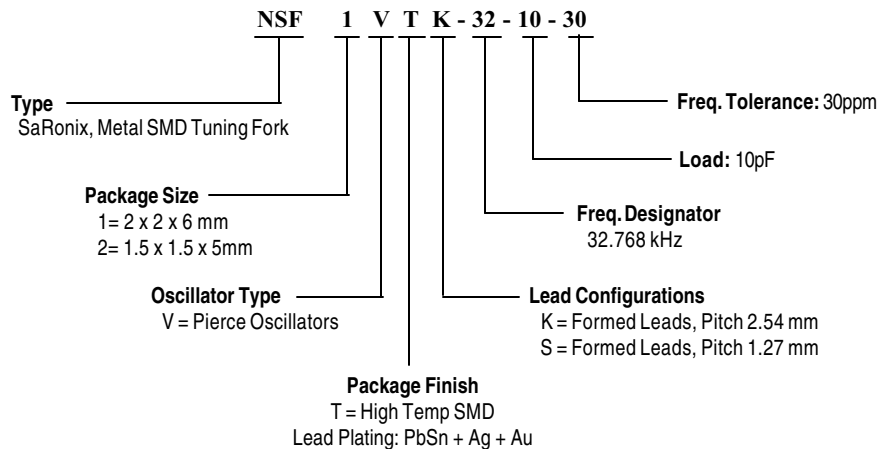 NSF 1 V T K - 32 - 10 - 30
Type
SaRonix, Metal SMD Tuning Fork
Freq. Tolerance: 30ppm
Load: 10pF
Package Size
1= 2 x 2 x 6 mm
2= 1.5 x 1.5 x 5mm
Freq. Designator
32.768 kHz
Oscillator Type
V = Pierce Oscillators
Lead Configurations
K = Formed Leads, Pitch 2.54 mm
S = Formed Leads, Pitch 1.27 mm
Package Finish
T = High Temp SMD
Lead Plating: PbSn + Ag + Au